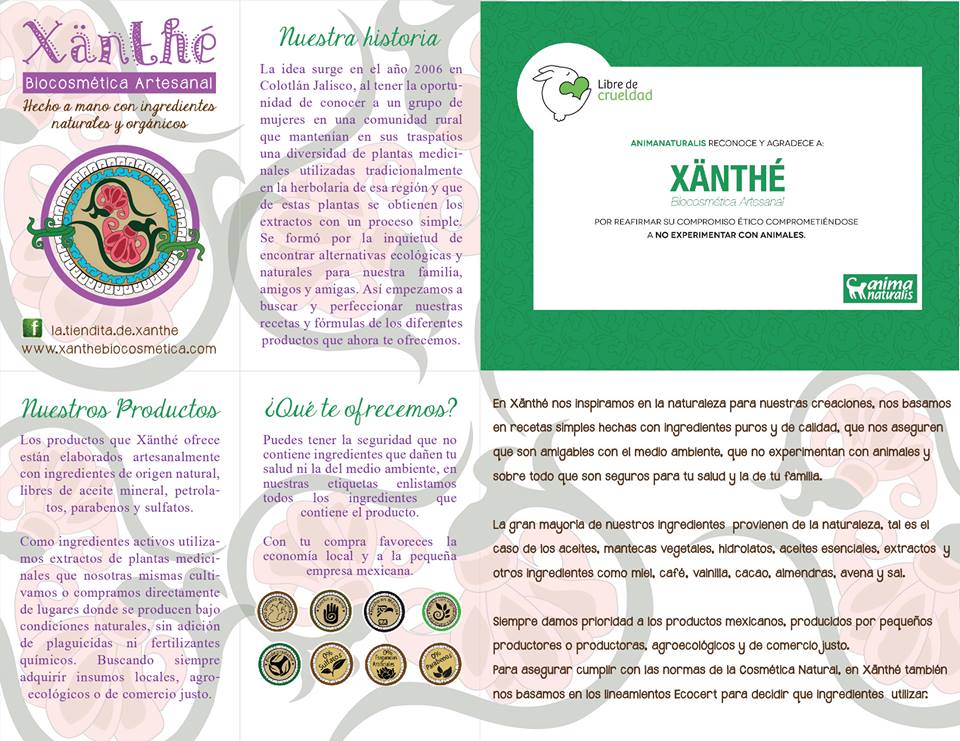 Xänthé
Biocosmética Artesanal
Hecho a mano con ingredientes
naturales y orgánicos
la.tiendita.de.xanthe
www.xanthebiocosmetica.com
Nuestra historia
La idea surge en el año 2006 en
Colotlán Jalisco, al tener la oportu-
nidad de conocer a un grupo de
mujeres en una comunidad rural
que mantenían en sus traspatios
una diversidad de plantas medici-
nales utilizadas tradicionalmente
en la herbolaria de esa región y que
de estas plantas se obtienen los
extractos con un proceso simple.
Se formó por la inquietud de
encontrar alternativas ecológicas y
naturales para nuestra familia,
amigos y amigas. Así empezamos a
buscar y perfeccionar nuestras
recetas y fórmulas de los diferentes
productos que ahora te ofrecemos.
Libre de
crueldad
ANIMANATURALIS RECONOCE Y AGRADECE A:
XÄNTHÉ
Biocosmética Artesanal
POR REAFIRMAR SU COMPROMISO ÉTICO COMPROMETIÉNDOSE
A NO EXPERIMENTAR CON ANIMALES.
anima
naturalis
Nuestros Productos
Los productos que Xänthé ofrece
están elaborados artesanalmente
con ingredientes de origen natural,
libres de aceite mineral, petrola-
tos, parabenos y sulfatos.
Como ingredientes activos utiliza-
mos extractos de plantas medici-
nales que nosotras mismas culti-
vamos o compramos directamente
de lugares donde se producen bajo
condiciones naturales, sin adición
de plaguicidas ni fertilizantes
químicos. Buscando siempre
adquirir insumos locales, agro-
ecológicos o de comercio justo.
¿Qué te ofrecemos?
Puedes tener la seguridad que no
contiene ingredientes que dañen tu
salud ni la del medio ambiente, en
nuestras etiquetas enlistamos
todos los ingredientes que
contiene el producto.
Con tu compra favoreces la
economía local y a la pequeña
empresa mexicana.
0%
Sulfatos
0%
Fragancias
Artificiales
0%
Parabenos
En Xänthé nos inspiramos en la naturaleza para nuestras creaciones, nos basamos
en recetas simples hechas con ingredientes puros y de calidad, que nos aseguren
que son amigables con el medio ambiente, que no experimentan con animales y
sobre todo que son seguros para tu salud y la de tu familia.
La gran mayoría de nuestros ingredientes provienen de la naturaleza, tal es el
caso de los aceites, mantecas vegetales, hidrolatos, aceites esenciales, extractos y
otros ingredientes como miel, café, vainilla, cacao, almendras, avena y sal.
Siempre damos prioridad a los productos mexicanos, producidos por pequeños
productores o productoras, agroecológicos y de comercio justo.
Para asegurar cumplir con las normas de la Cosmética Natural, en Xänthé también
nos basamos en los lineamientos Ecocert para decidir que ingredientes utilizar.